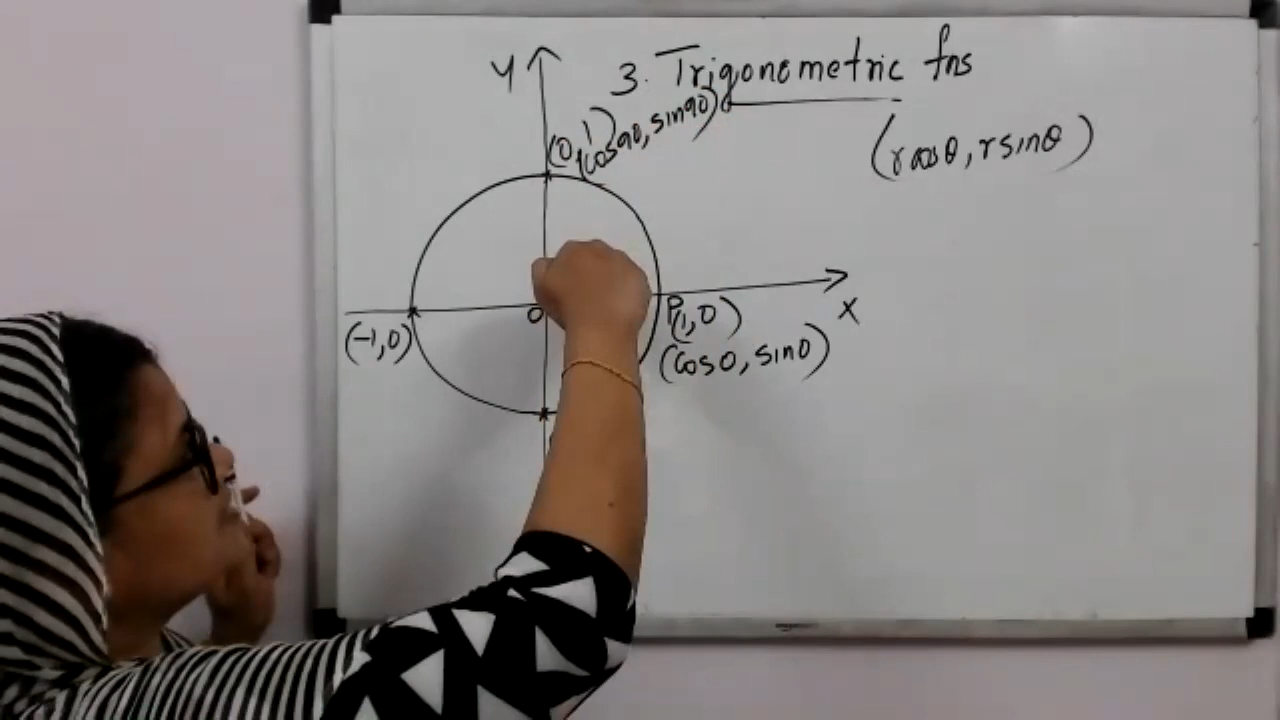 3. Trigonometric fns
Y
(0,1)
(cos90, sin90)
(rcosθ, rsinθ)
O
P(1,0)
X
(-1,0)
(cos0, sin0)